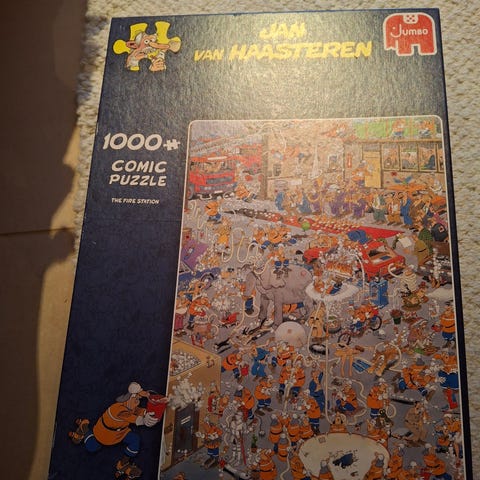 JAN
VAN HAASTEREN
Jumbo
1000
COMIC
PUZZLE
THE FIRE STATION